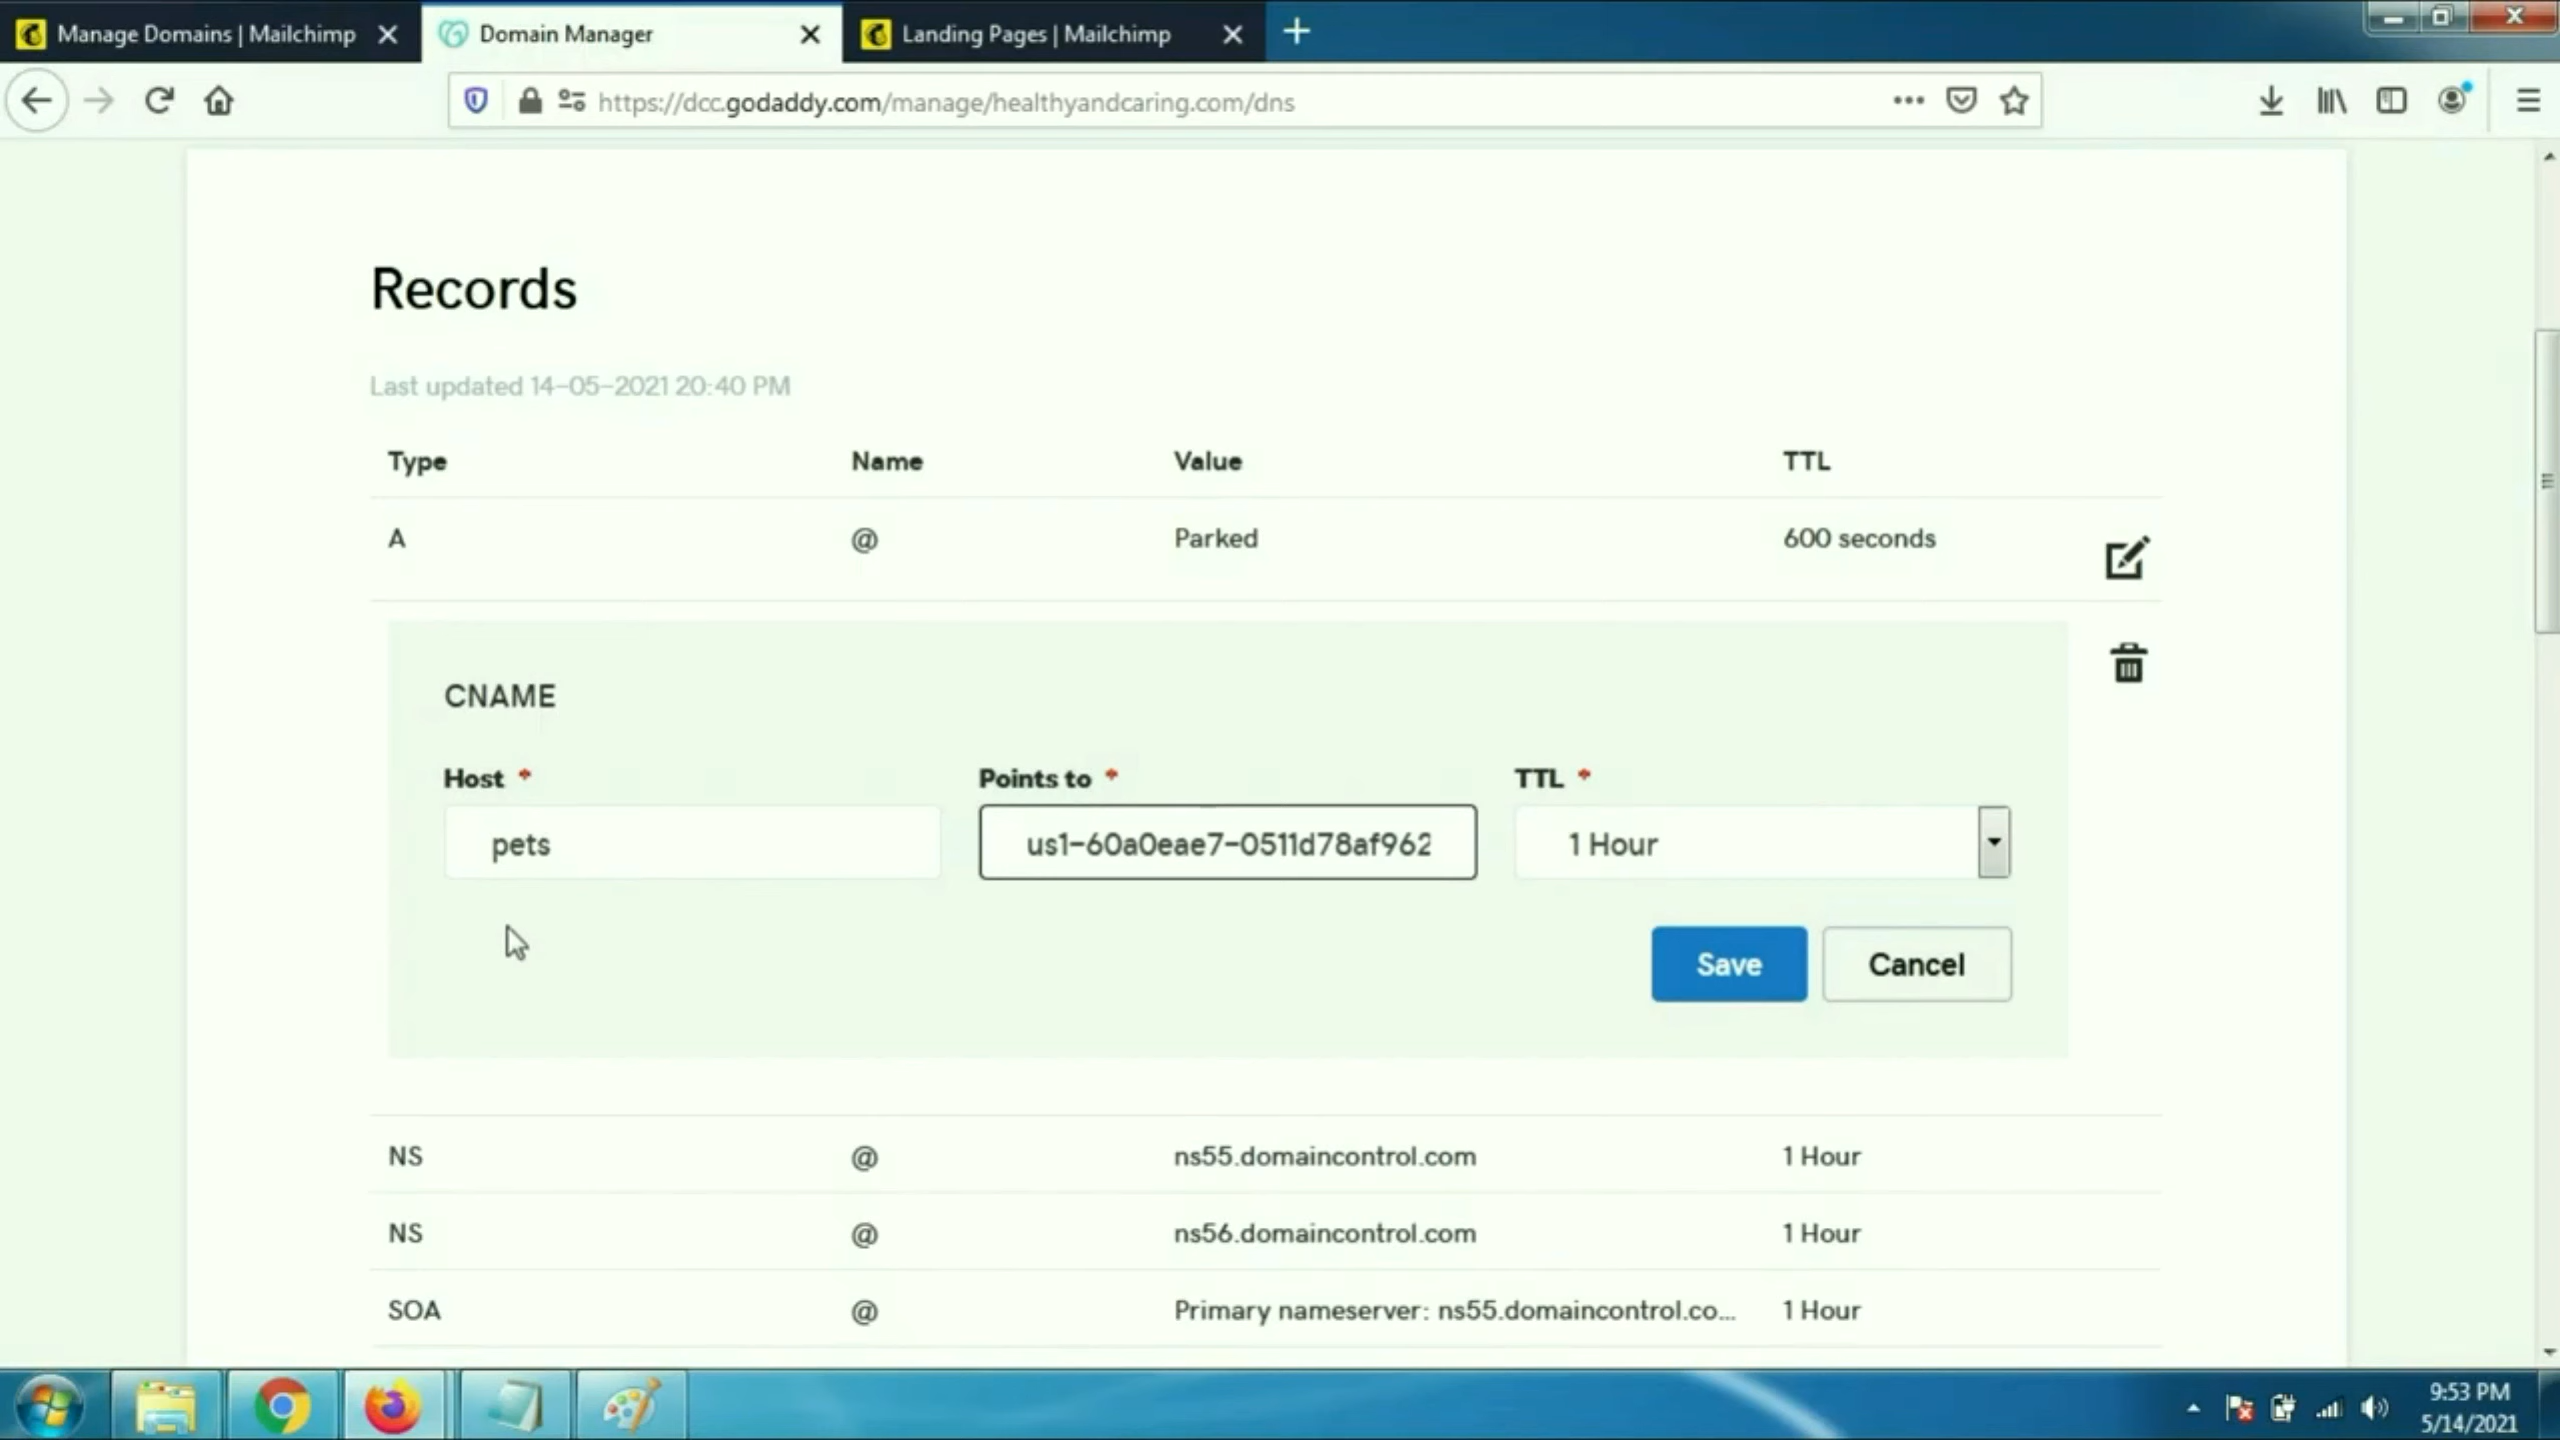 Manage Domains | Mailchimp
Domain Manager
Landing Pages | Mailchimp
https://dcc.godaddy.com/manage/healthyandcaring.com/dns
Records
Last updated 14-05-2021 20:40 PM
Type Name Value TTL
A @ Parked 600 seconds
CNAME
Host * Points to * TTL *
pets us1-60a0eae7-0511d78af962 1 Hour
Save Cancel
NS @ ns55.domaincontrol.com 1 Hour
NS @ ns56.domaincontrol.com 1 Hour
SOA @ Primary nameserver: ns55.domaincontrol.co... 1 Hour
9:53 PM
5/14/2021